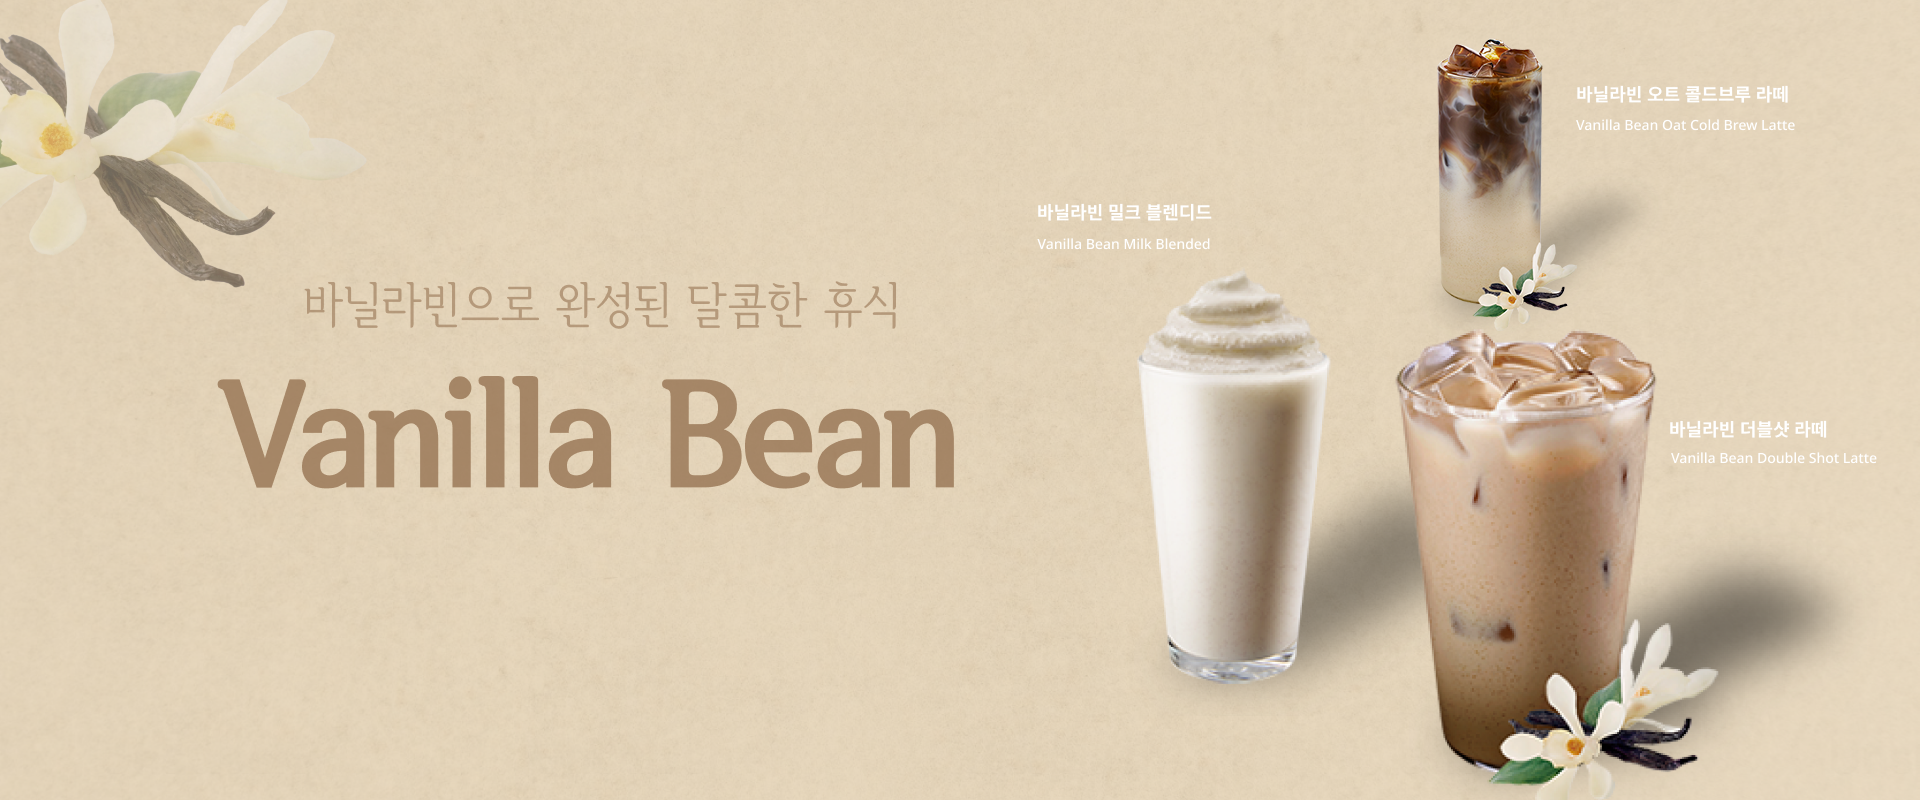 바닐라빈으로 완성된 달콤한 휴식
Vanilla Bean
바닐라빈 밀크 블렌디드
Vanilla Bean Milk Blended
바닐라빈 오트 콜드브루 라떼
Vanilla Bean Oat Cold Brew Latte
바닐라빈 더블샷 라떼
Vanilla Bean Double Shot Latte